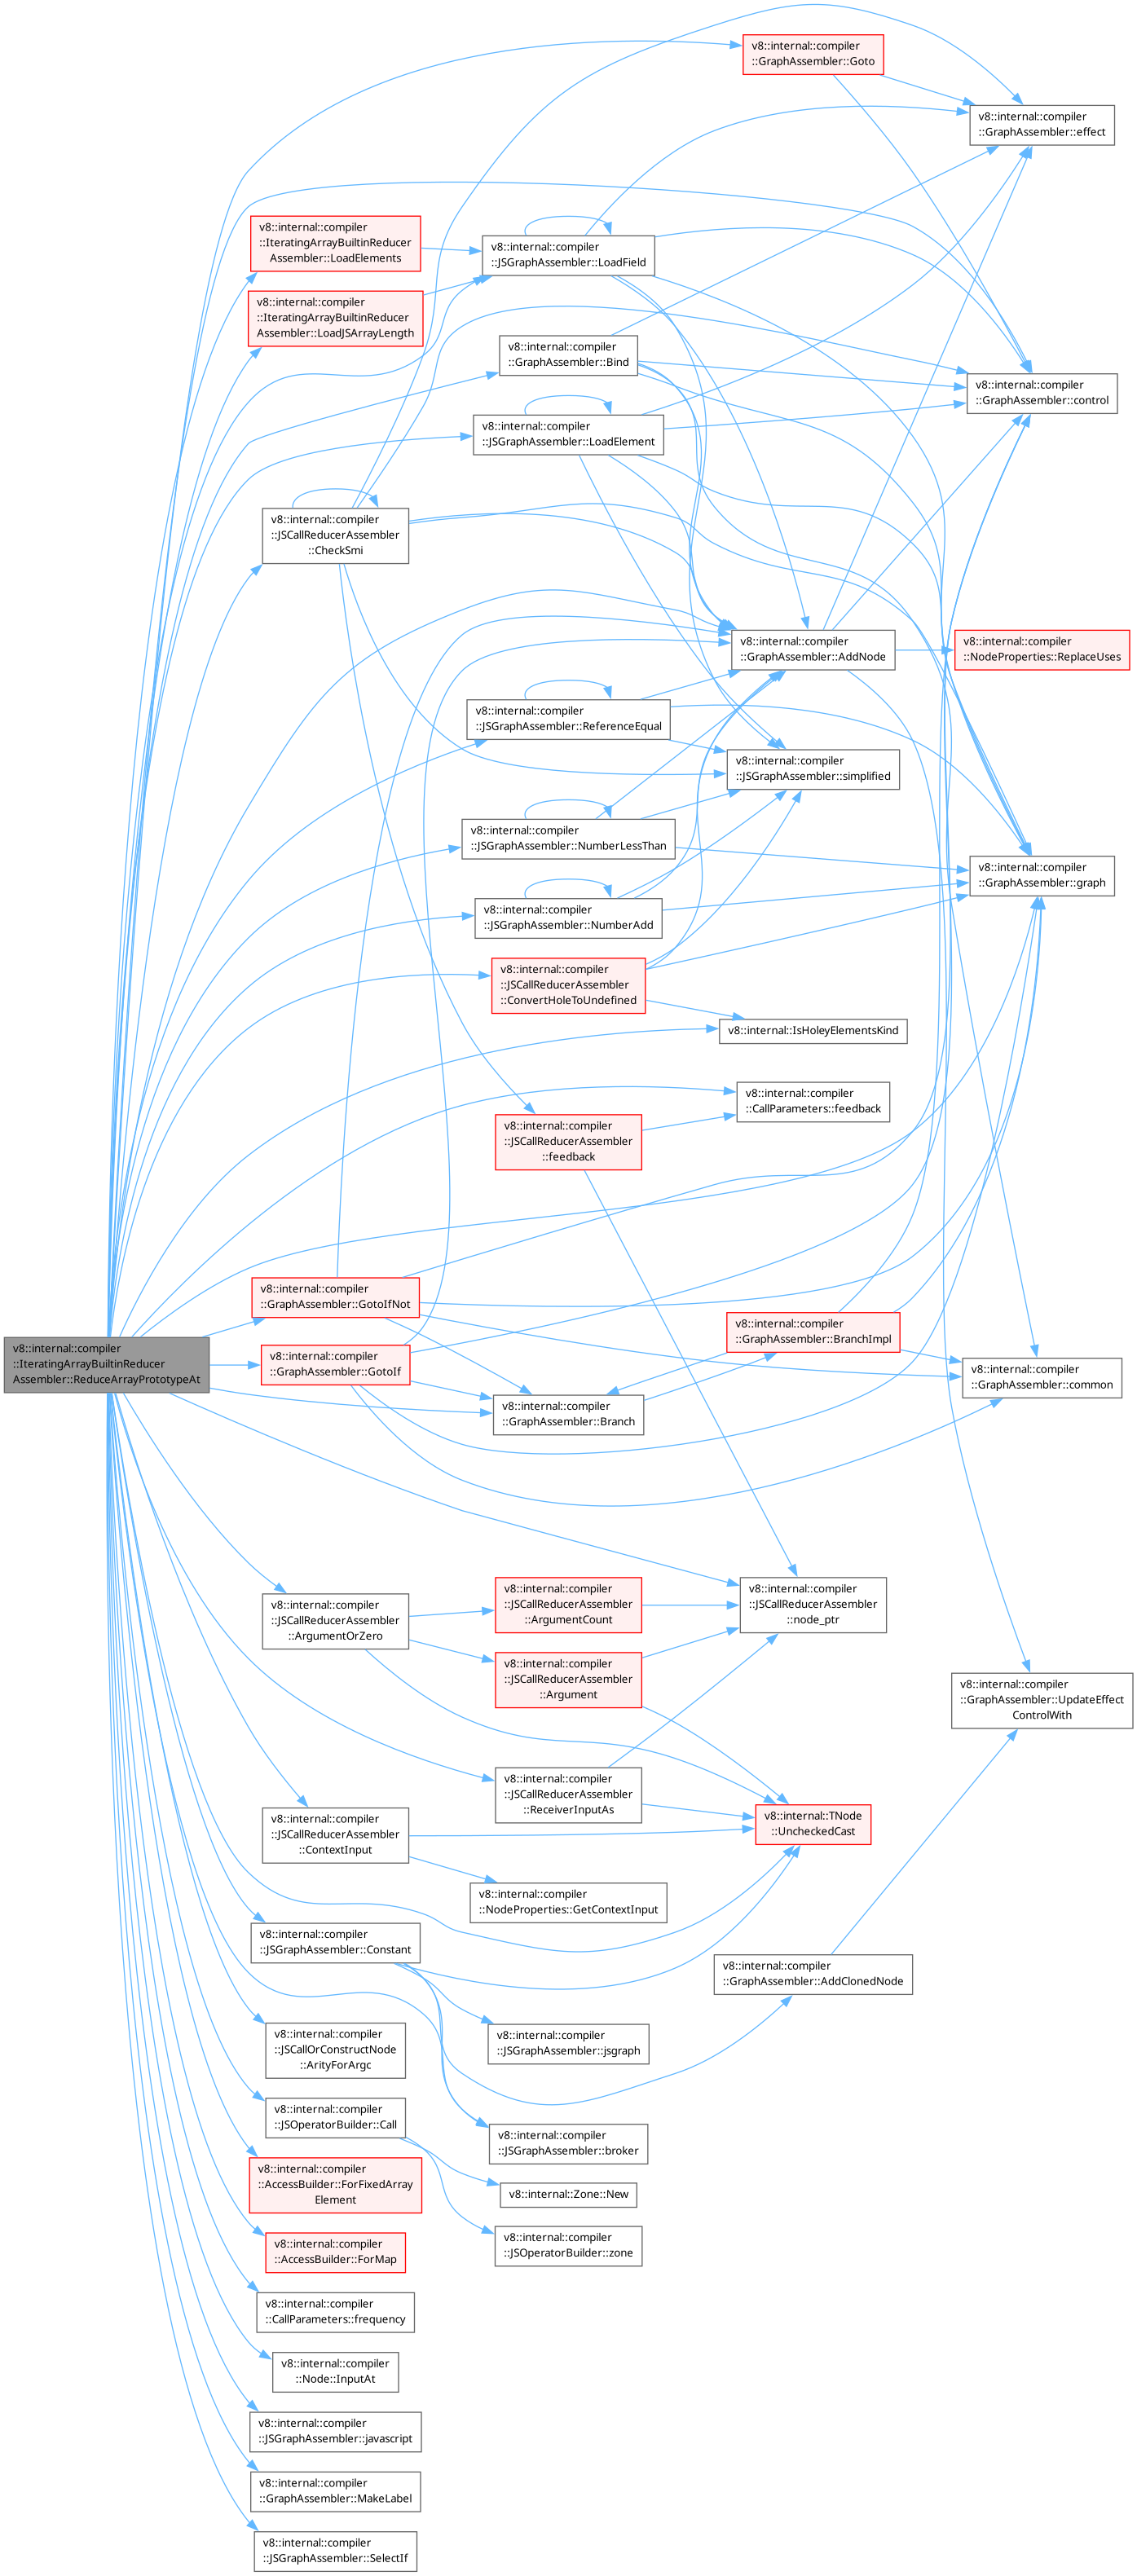 v8::internal::compiler
::GraphAssembler::Goto
v8::internal::compiler
::GraphAssembler::effect
v8::internal::compiler
::IteratingArrayBuiltinReducer
Assembler::LoadElements
v8::internal::compiler
::JSGraphAssembler::LoadField
v8::internal::compiler
::IteratingArrayBuiltinReducer
Assembler::LoadJSArrayLength
v8::internal::compiler
::GraphAssembler::Bind
v8::internal::compiler
::GraphAssembler::control
v8::internal::compiler
::JSGraphAssembler::LoadElement
v8::internal::compiler
::JSCallReducerAssembler
::CheckSmi
v8::internal::compiler
::GraphAssembler::AddNode
v8::internal::compiler
::NodeProperties::ReplaceUses
v8::internal::compiler
::JSGraphAssembler::ReferenceEqual
v8::internal::compiler
::JSGraphAssembler::simplified
v8::internal::compiler
::JSGraphAssembler::NumberLessThan
v8::internal::compiler
::GraphAssembler::graph
v8::internal::compiler
::JSGraphAssembler::NumberAdd
v8::internal::compiler
::JSCallReducerAssembler
::ConvertHoleToUndefined
v8::internal::IsHoleyElementsKind
v8::internal::compiler
::CallParameters::feedback
v8::internal::compiler
::JSCallReducerAssembler
::feedback
v8::internal::compiler
::GraphAssembler::GotoIfNot
v8::internal::compiler
::GraphAssembler::BranchImpl
v8::internal::compiler
::IteratingArrayBuiltinReducer
Assembler::ReduceArrayPrototypeAt
v8::internal::compiler
::GraphAssembler::GotoIf
v8::internal::compiler
::GraphAssembler::common
v8::internal::compiler
::GraphAssembler::Branch
v8::internal::compiler
::JSCallReducerAssembler
::ArgumentOrZero
v8::internal::compiler
::JSCallReducerAssembler
::ArgumentCount
v8::internal::compiler
::JSCallReducerAssembler
::node_ptr
v8::internal::compiler
::JSCallReducerAssembler
::Argument
v8::internal::compiler
::GraphAssembler::UpdateEffect
ControlWith
v8::internal::compiler
::JSCallReducerAssembler
::ReceiverInputAs
v8::internal::TNode
::UncheckedCast
v8::internal::compiler
::JSCallReducerAssembler
::ContextInput
v8::internal::compiler
::NodeProperties::GetContextInput
v8::internal::compiler
::JSGraphAssembler::Constant
v8::internal::compiler
::GraphAssembler::AddClonedNode
v8::internal::compiler
::JSCallOrConstructNode
::ArityForArgc
v8::internal::compiler
::JSGraphAssembler::jsgraph
v8::internal::compiler
::JSOperatorBuilder::Call
v8::internal::compiler
::JSGraphAssembler::broker
v8::internal::compiler
::AccessBuilder::ForFixedArray
Element
v8::internal::Zone::New
v8::internal::compiler
::JSOperatorBuilder::zone
v8::internal::compiler
::AccessBuilder::ForMap
v8::internal::compiler
::CallParameters::frequency
v8::internal::compiler
::Node::InputAt
v8::internal::compiler
::JSGraphAssembler::javascript
v8::internal::compiler
::GraphAssembler::MakeLabel
v8::internal::compiler
::JSGraphAssembler::SelectIf